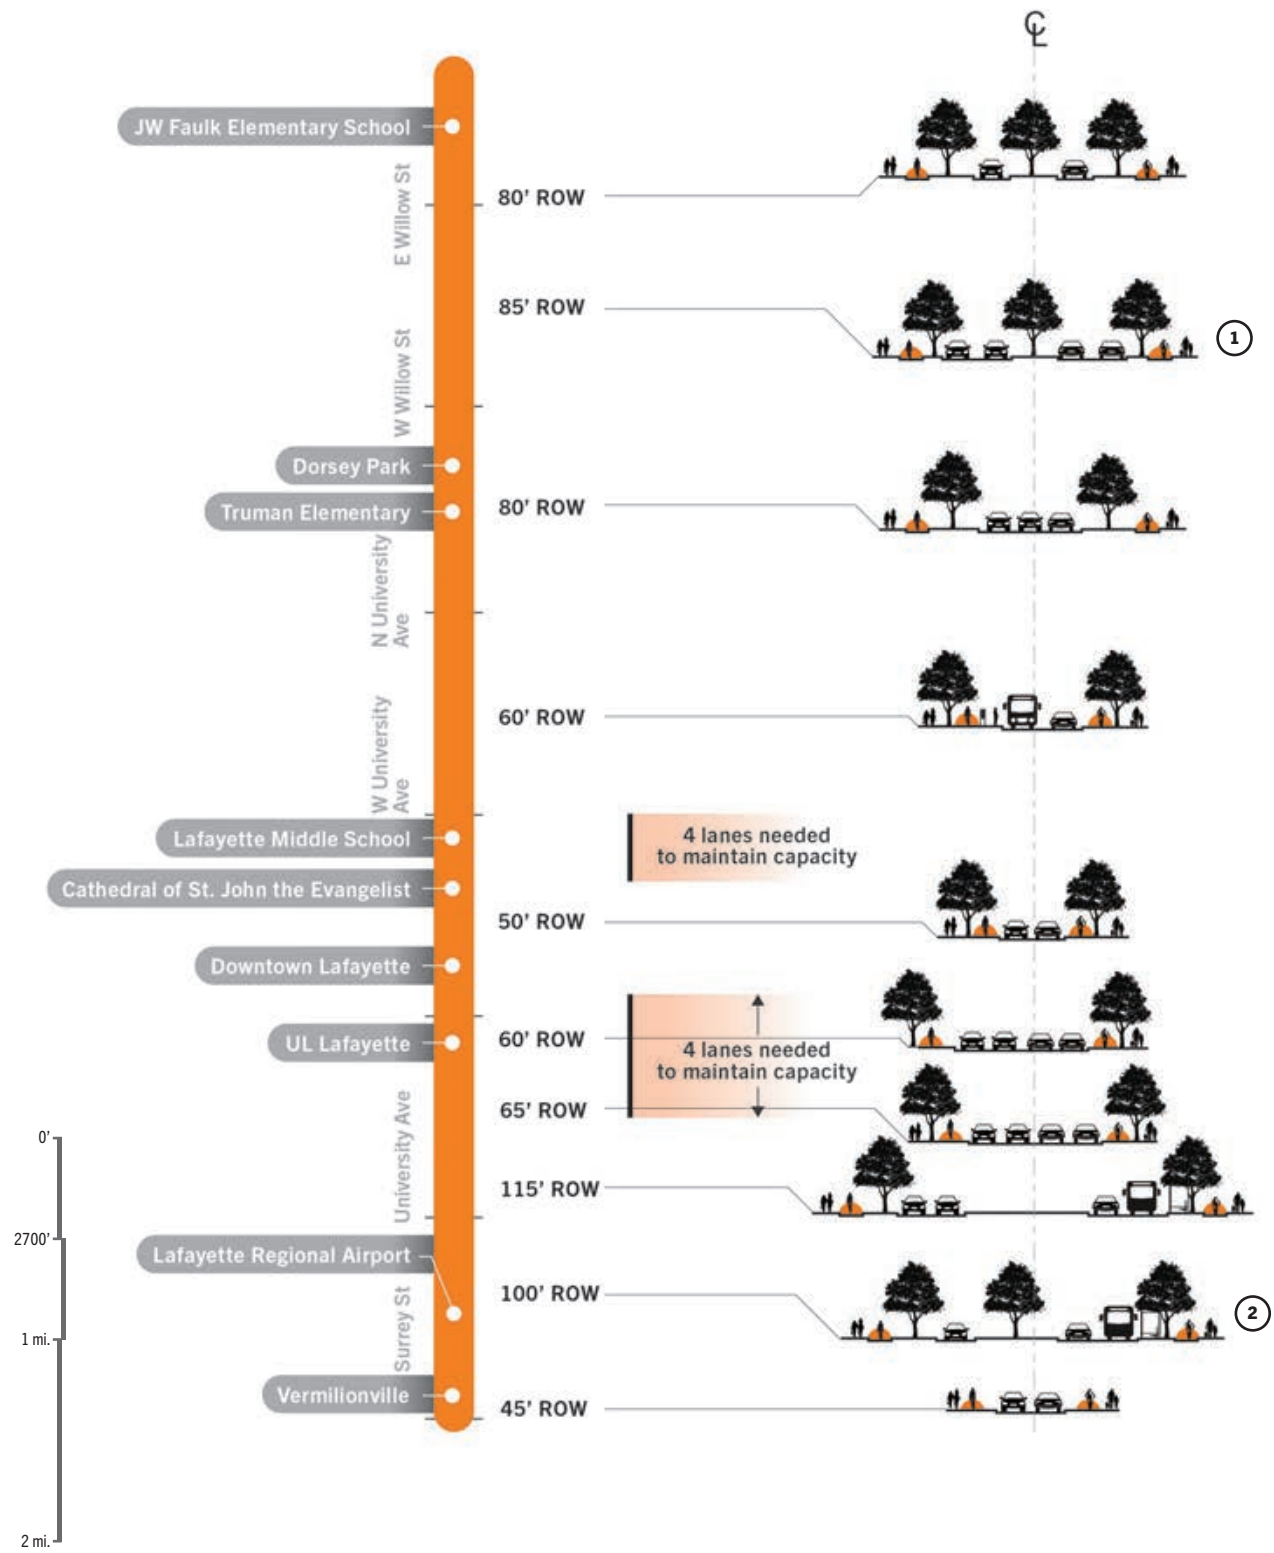 CL
JW Faulk Elementary School
E Willow St
80’ ROW
85’ ROW
1
W Willow St
Dorsey Park
Truman Elementary
80’ ROW
N University
Ave
60’ ROW
W University
Ave
Lafayette Middle School
4 lanes needed
to maintain capacity
Cathedral of St. John the Evangelist
50’ ROW
Downtown Lafayette
UL Lafayette
60’ ROW
4 lanes needed
to maintain capacity
65’ ROW
University Ave
115’ ROW
Lafayette Regional Airport
100’ ROW
2
Surrey St
Vermilionville
45’ ROW
0’
2700’
1 mi.
2 mi.